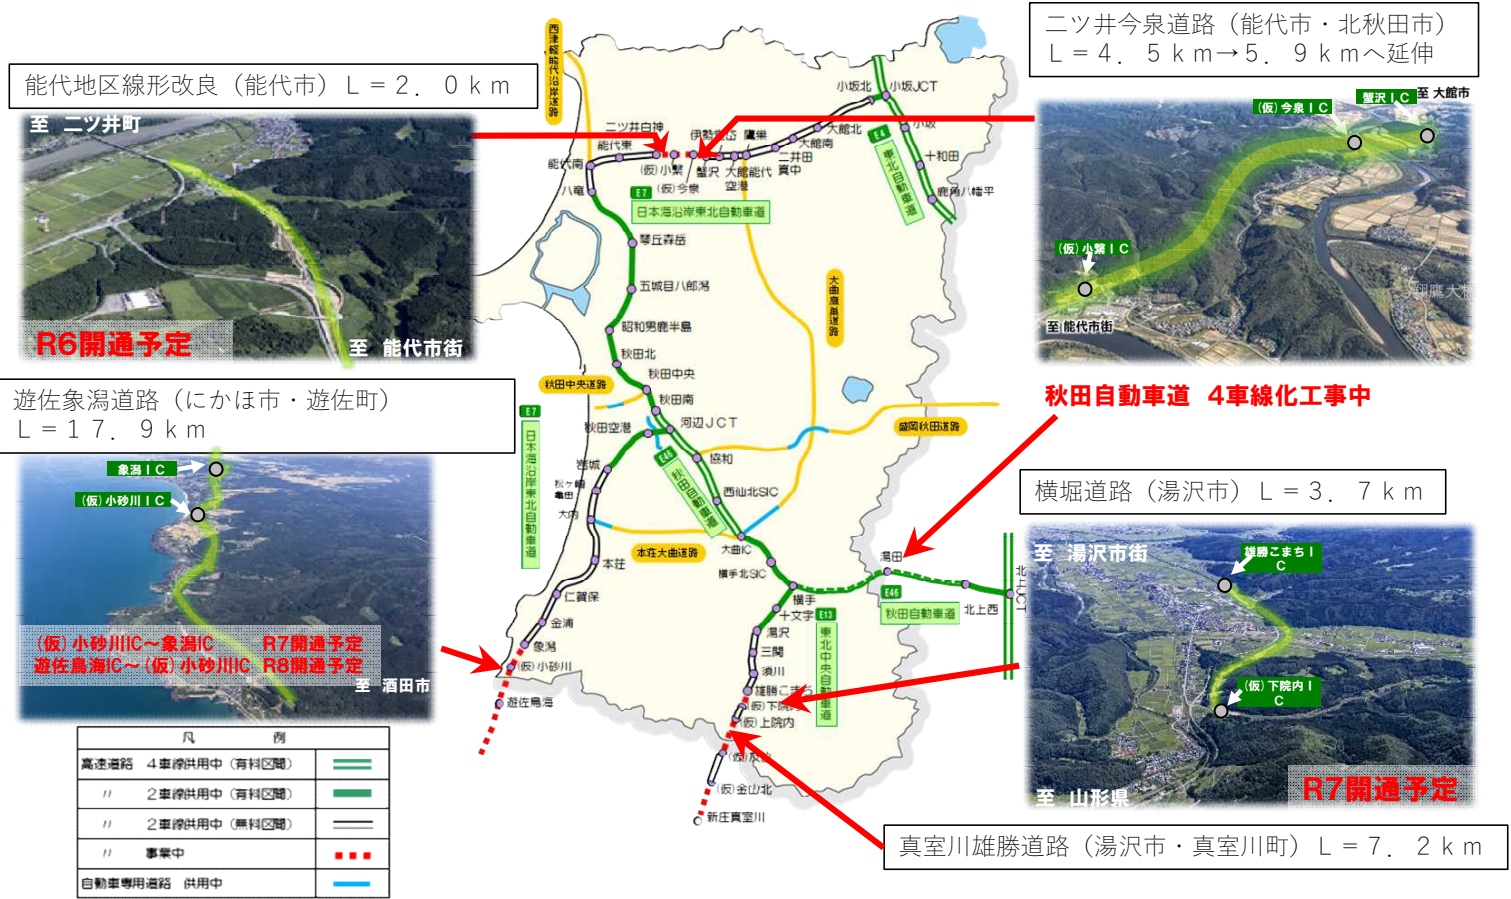 二ツ井今泉道路（能代市・北秋田市）
Ｌ＝４．５ｋｍ→５．９ｋｍへ延伸
能代地区線形改良（能代市）Ｌ＝２．０ｋｍ
至 二ツ井町
R6開通予定
至 能代市街
西津軽能代沿岸道路
(仮)今泉ＩＣ
蟹沢ＩＣ
至 大館市
(仮)小繋ＩＣ
至 能代市街
秋田自動車道 4車線化工事中
遊佐象潟道路（にかほ市・遊佐町）
Ｌ＝１７．９ｋｍ
象潟ＩＣ
(仮)小砂川ＩＣ
(仮)小砂川IC～象潟IC R7開通予定
遊佐鳥海IC～(仮)小砂川IC R8開通予定
至 酒田市
横堀道路（湯沢市）Ｌ＝３．７ｋｍ
至 湯沢市街
雄勝こまちＩ
Ｃ
(仮)下院内Ｉ
Ｃ
R7開通予定
至 山形県
真室川雄勝道路（湯沢市・真室川町）Ｌ＝７．２ｋｍ
小坂北
小坂JCT
小坂
十和田
鹿角八幡平
E4
東北自動車道
大館北
大館南
二井田
真中
鷹巣
大館能代
空港
蟹沢
(仮)今泉
(仮)小繋
二ツ井白神
能代東
能代南
八竜
E7
日本海沿岸東北自動車道
琴丘森岳
五城目八郎潟
昭和男鹿半島
秋田北
秋田中央
秋田南
秋田中央道路
大曲鷹巣道路
河辺ＪＣＴ
秋田空港
盛岡秋田道路
協和
E46
秋田自動車道
西仙北SIC
E7
日本海沿岸東北自動車道
岩城
松ヶ崎
亀田
大内
本荘大曲道路
本荘
仁賀保
金浦
象潟
(仮)小砂川
遊佐鳥海
大曲IC
横手北SIC
横手
湯田
E46
秋田自動車道
北上西
北上JCT
十文字
E13
東北中央自動車道
湯沢
三関
須川
雄勝こまち
(仮)下院内
(仮)上院内
(仮)金山北
新庄真室川
凡 例
高速道路 4車線供用中（有料区間）
〃 2車線供用中（有料区間）
〃 2車線供用中（無料区間）
〃 事業中
自動車専用道路 供用中